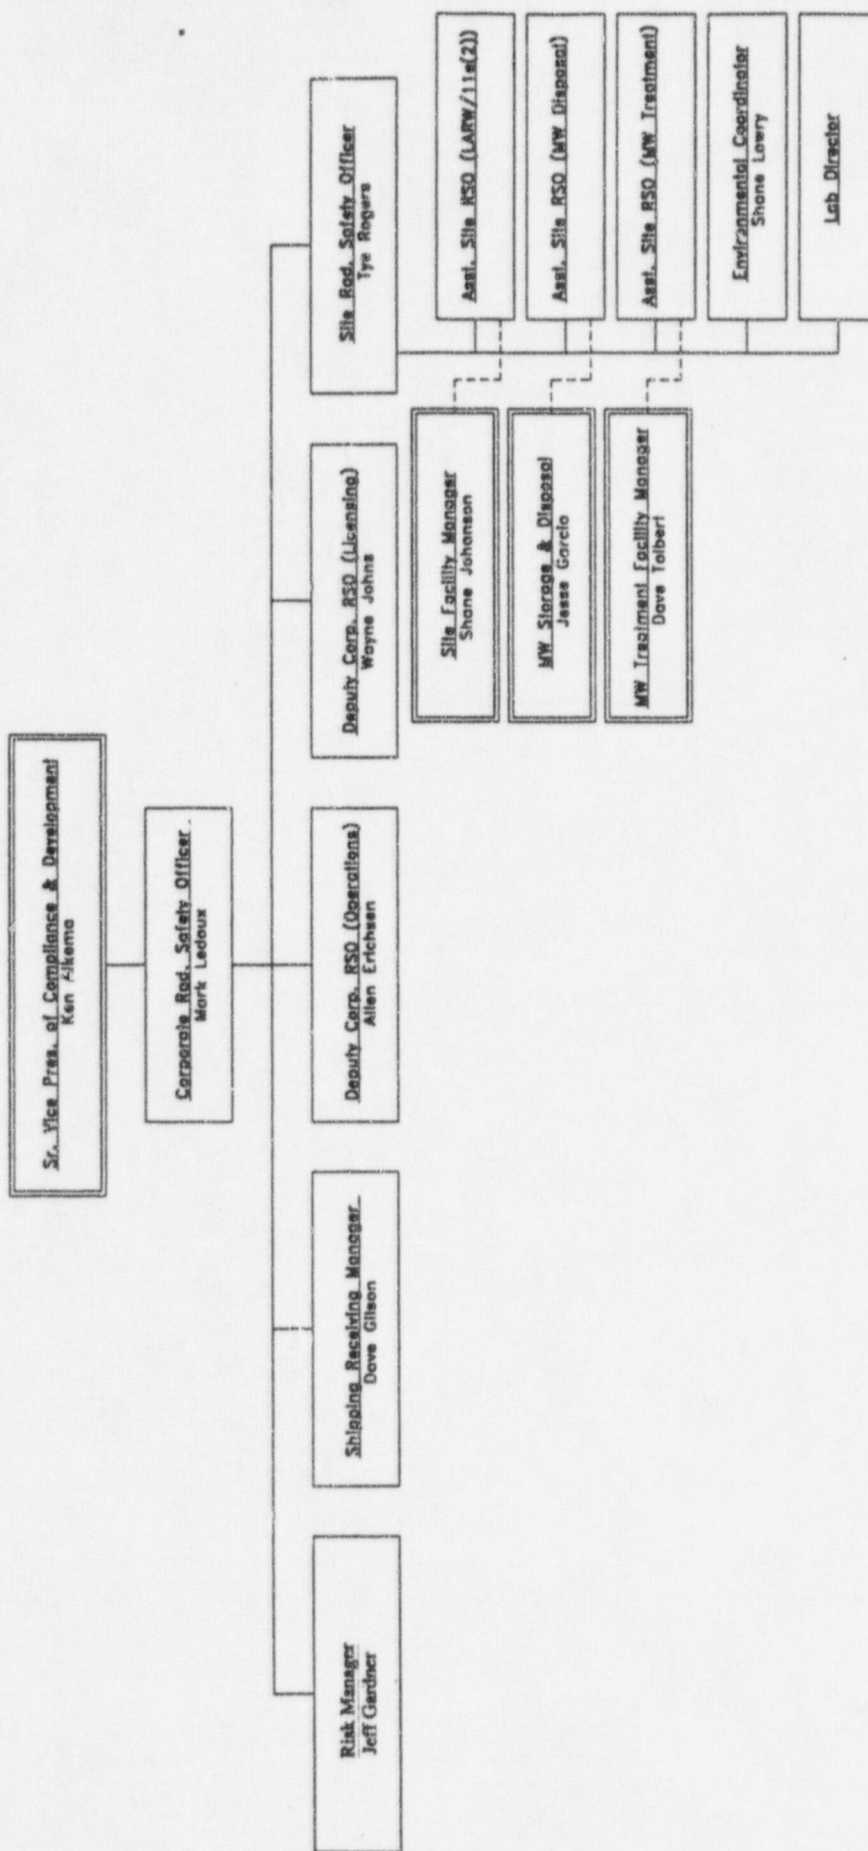 Sr. Vice Pres. of Compliance & Development
Ken Alkema
Corporate Rad. Safety Officer
Mark Ledoux
Risk Manager
Jeff Gardner
Shipping Receiving Manager
Dave Gilson
Deputy Corp. RSO (Operations)
Allen Erichsen
Deputy Corp. RSO (Licensing)
Wayne Johns
Site Rad. Safety Officer
Tye Rogers
Site Facility Manager
Shane Johanson
Asst. Site RSO (LARW/11e(2))
MW Storage & Disposal
Jesse Garcia
Asst. Site RSO (MW Disposal)
MW Treatment Facility Manager
Dave Tolbert
Asst. Site RSO (MW Treatment)
Environmental Coordinator
Shane Lowry
Lab Director